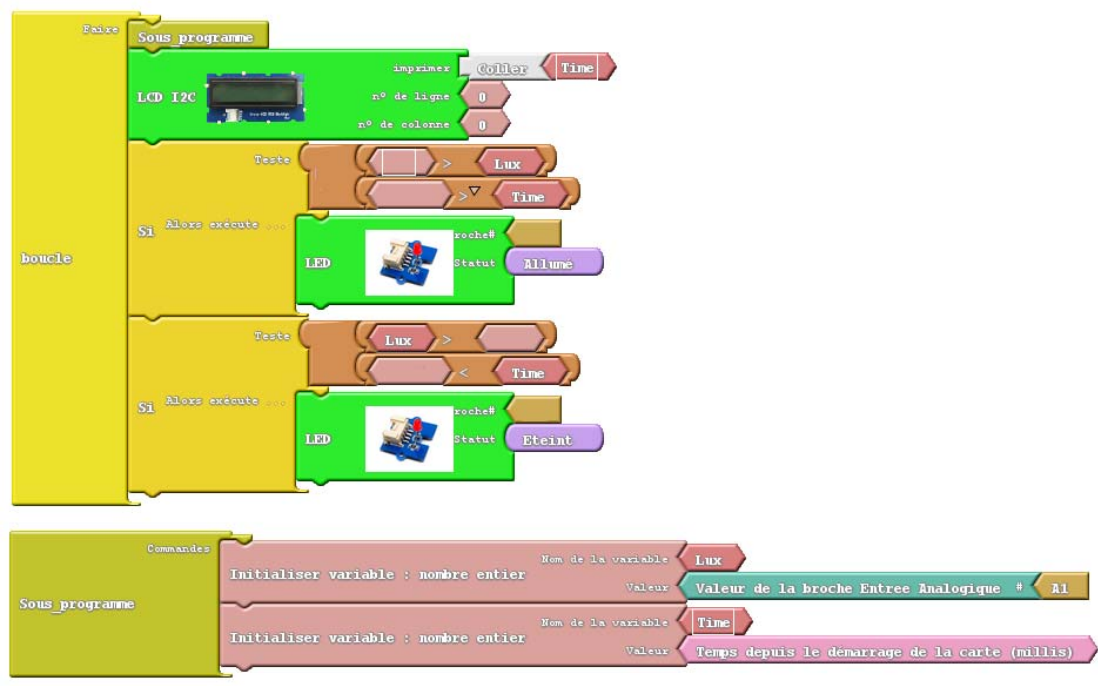 Faire
Sous_programme
LCD I2C
imprimer
Coller
Time
n° de ligne
0
n° de colonne
0
Teste
> Lux
> Time
Si
Alors exécute ...
LED
roche#
Statut
Allumé
boucle
Teste
Lux >
< Time
Si
Alors exécute ...
LED
roche#
Statut
Eteint
Commandes
Sous_programme
Initialiser variable : nombre entier
Nom de la variable
Lux
Valeur
Valeur de la broche Entree Analogique #
A1
Initialiser variable : nombre entier
Nom de la variable
Time
Valeur
Temps depuis le démarrage de la carte (millis)